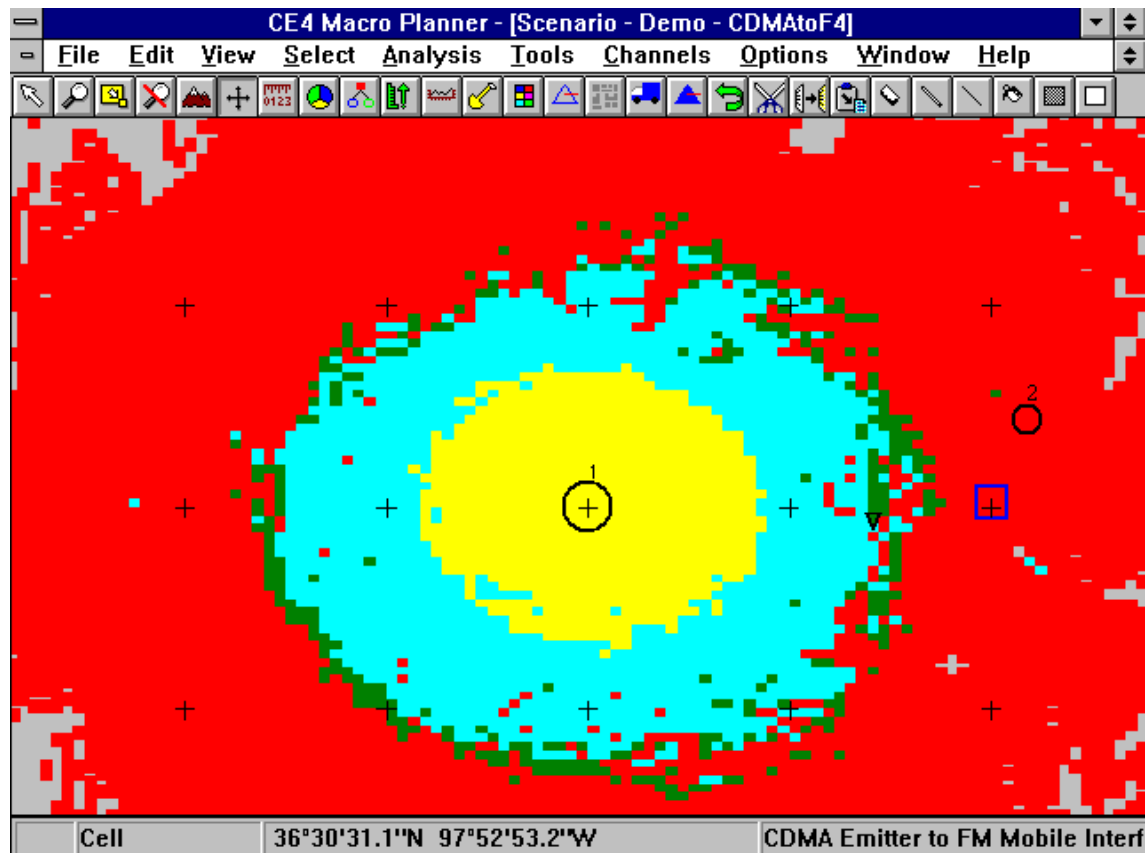 CE4 Macro Planner - [Scenario - Demo - CDMAtoF4]
File Edit View Select Analysis Tools Channels Options Window Help
0123
2
1
Cell 36°30'31.1"N 97°52'53.2"W CDMA Emitter to FM Mobile Interf